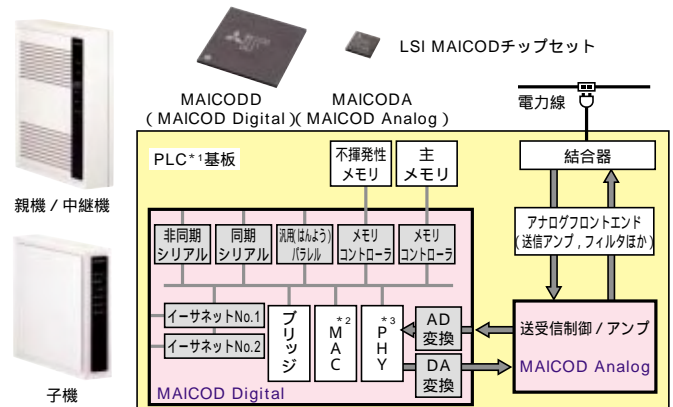 LSI MAICODチップセット
MAICODD
(MAICOD Digital)
MAICODA
(MAICOD Analog)
電力線
親機／中継機
子機
PLC*1基板
不揮発性
メモリ
主
メモリ
結合器
アナログフロントエンド
(送信アンプ，フィルタほか)
非同期
シリアル
同期
シリアル
汎用(はんよう)
パラレル
メモリ
コントローラ
メモリ
コントローラ
イーサネットNo.1
イーサネットNo.2
ブリッジ
*2
MAC
*3
PHY
AD
変換
DA
変換
送受信制御／アンプ
MAICOD Analog
MAICOD Digital